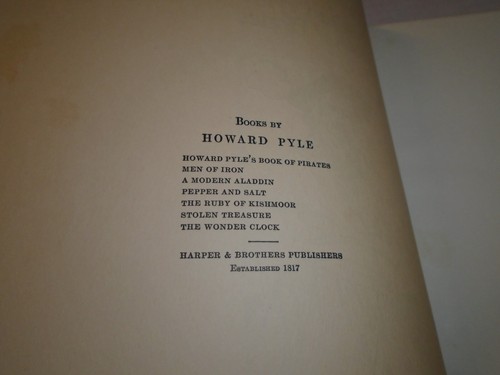 BOOKS BY
HOWARD PYLE
HOWARD PYLE'S BOOK OF PIRATES
MEN OF IRON
A MODERN ALADDIN
PEPPER AND SALT
THE RUBY OF KISHMOOR
STOLEN TREASURE
THE WONDER CLOCK
HARPER & BROTHERS PUBLISHERS
ESTABLISHED 1817